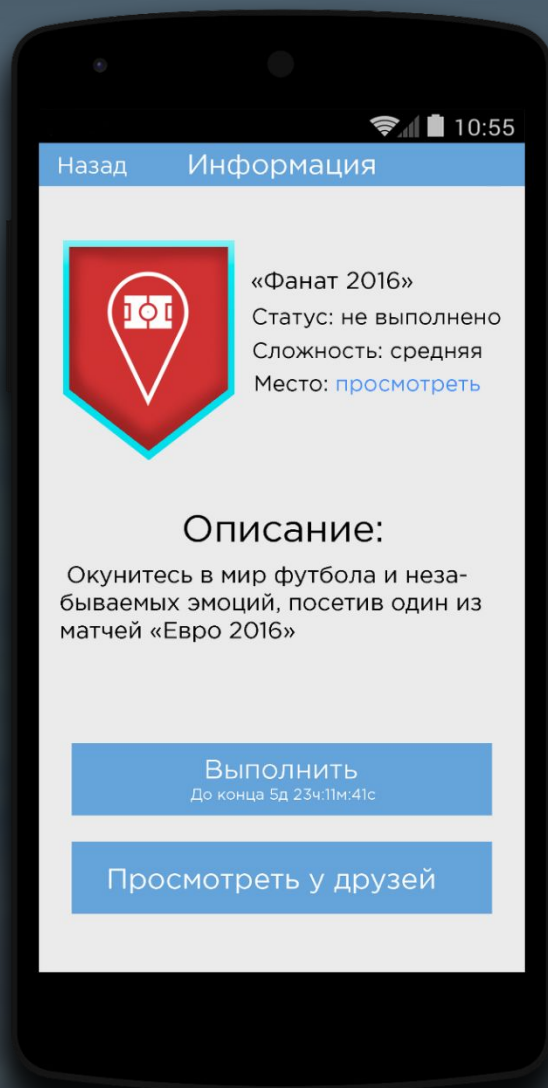 10:55
Назад Информация
«Фанат 2016»
Статус: не выполнено
Сложность: средняя
Место: просмотреть
Описание:
Окунитесь в мир футбола и неза-
бываемых эмоций, посетив один из
матчей «Евро 2016»
Выполнить
До конца 5д 23ч:11м:41с
Просмотреть у друзей